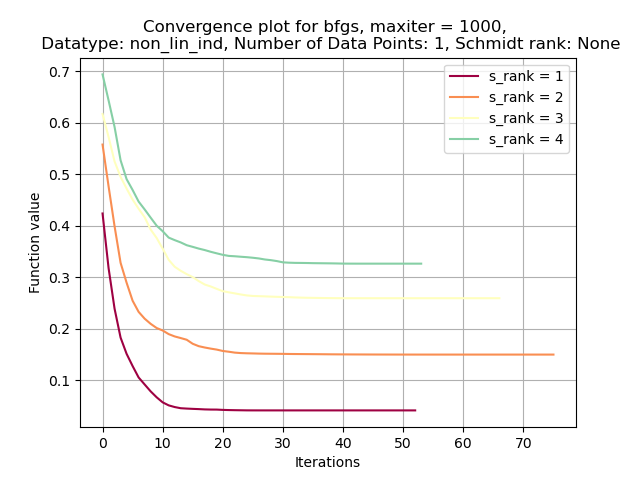 Convergence plot for bfgs, maxiter = 1000,
Datatype: non_lin_ind, Number of Data Points: 1, Schmidt rank: None
s_rank = 1
s_rank = 2
s_rank = 3
s_rank = 4
Function value
0.7
0.6
0.5
0.4
0.3
0.2
0.1
0 10 20 30 40 50 60 70
Iterations